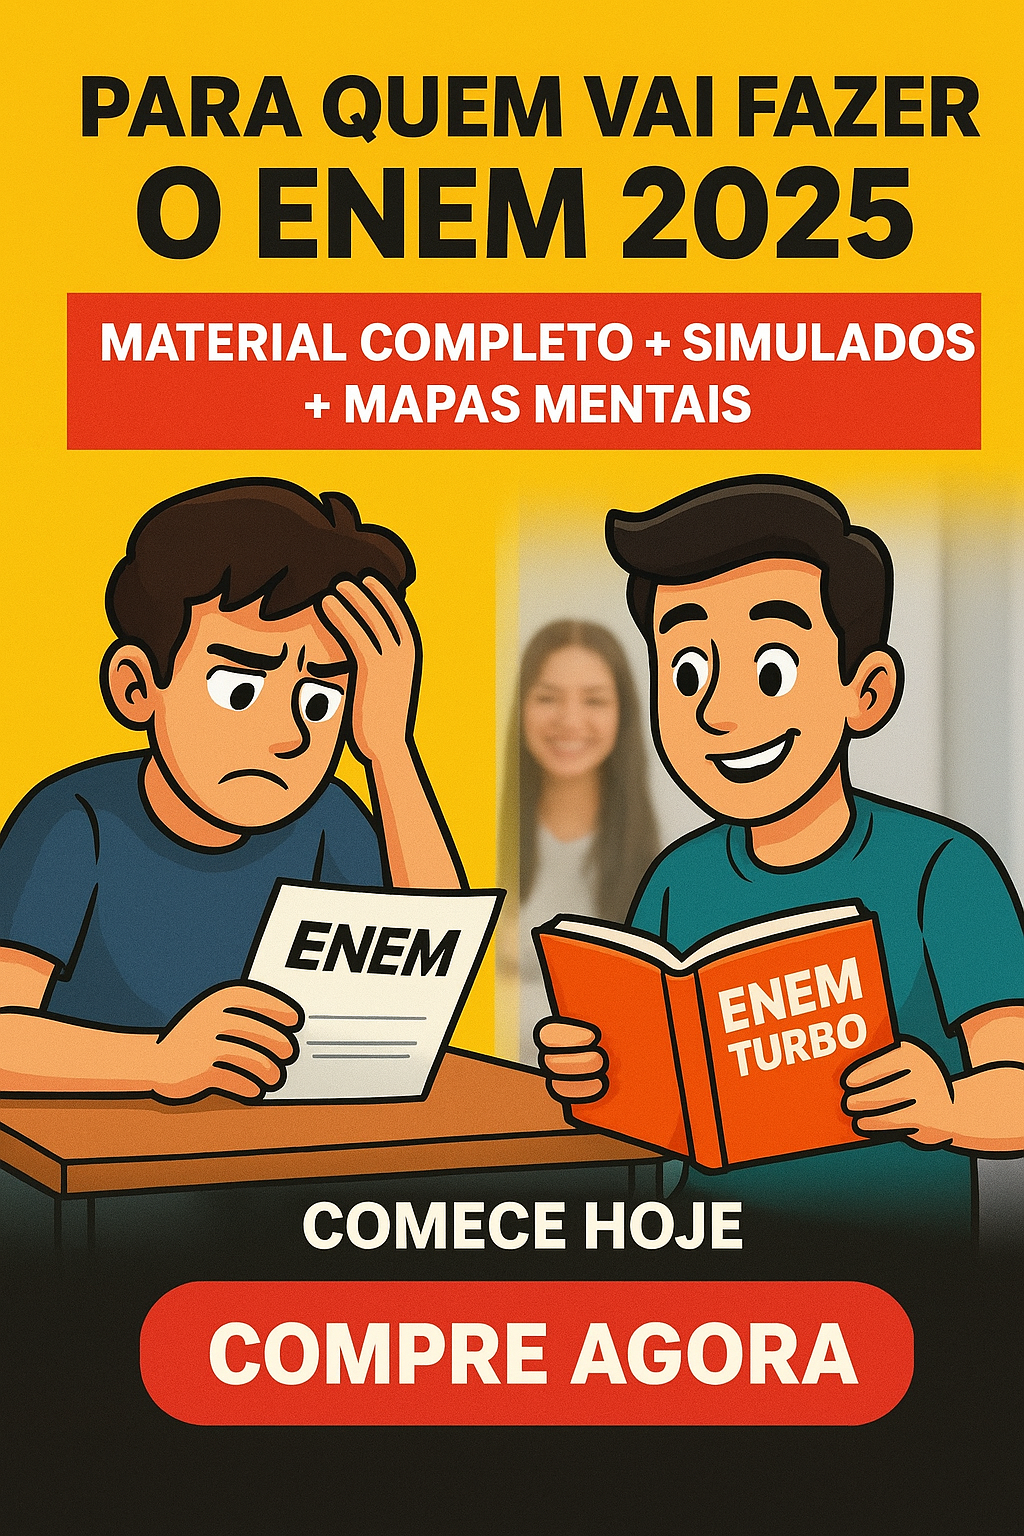 PARA QUEM VAI FAZER
O ENEM 2025
MATERIAL COMPLETO + SIMULADOS
+ MAPAS MENTAIS
ENEM
ENEM
TURBO
COMECE HOJE
COMPRE AGORA